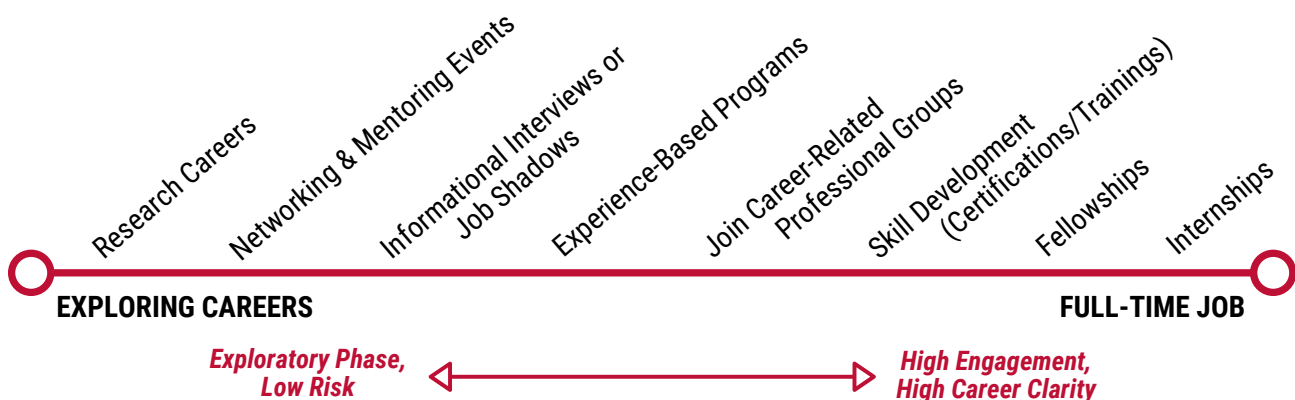 Research Careers
Networking & Mentoring Events
Informational Interviews or
Job Shadows
Experience-Based Programs
Join Career-Related
Professional Groups
Skill Development
(Certifications/Trainings)
Fellowships
Internships
EXPLORING CAREERS
FULL-TIME JOB
Exploratory Phase,
Low Risk
High Engagement,
High Career Clarity